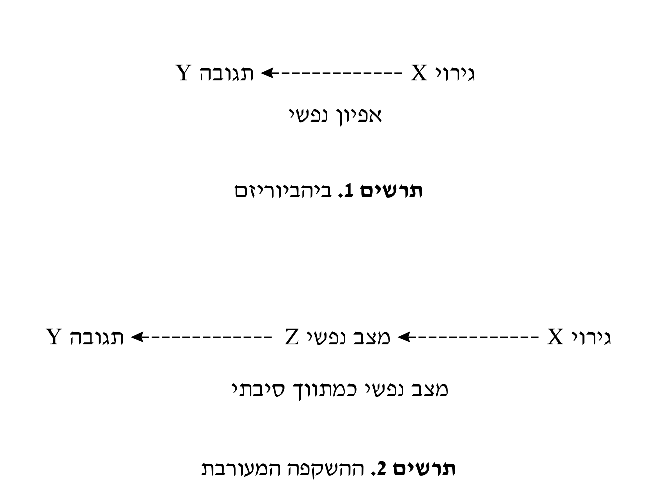 גירוי X תגובה Y
אפיון נפשי
תרשים 1. ביהביוריזם
גירוי X מצב נפשי Z תגובה Y
מצב נפשי כמתווך סיבתי
תרשים 2. ההשקפה המעורבת